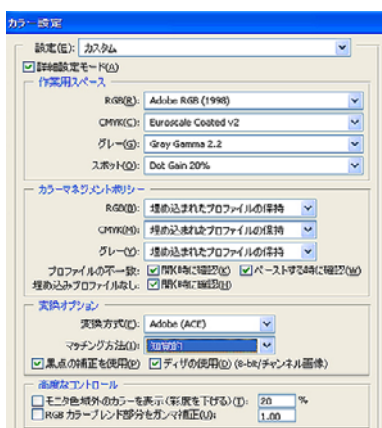 カラー設定
設定(E): カスタム
詳細設定モード(A)
作業用スペース
RGB(R): Adobe RGB (1998)
CMYK(C): Euroscale Coated v2
グレー(G): Gray Gamma 2.2
スポット(O): Dot Gain 20%
カラーマネジメントポリシー
RGB(B): 埋め込まれたプロファイルの保持
CMYK(M): 埋め込まれたプロファイルの保持
グレー(Y): 埋め込まれたプロファイルの保持
プロファイルの不一致: 開く時に確認(K) ペーストする時に確認(W)
埋め込みプロファイルなし: 開く時に確認(H)
変換オプション
変換方式(E): Adobe (ACE)
マッチング方法(I): 知覚的
黒点の補正を使用(P) ディザの使用(D) (8-bit/チャンネル画像)
高度なコントロール
モニタ色域外のカラーを表示(彩度を下げる)(T): 20 %
RGB カラーブレンド部分をガンマ補正(U): 1.00